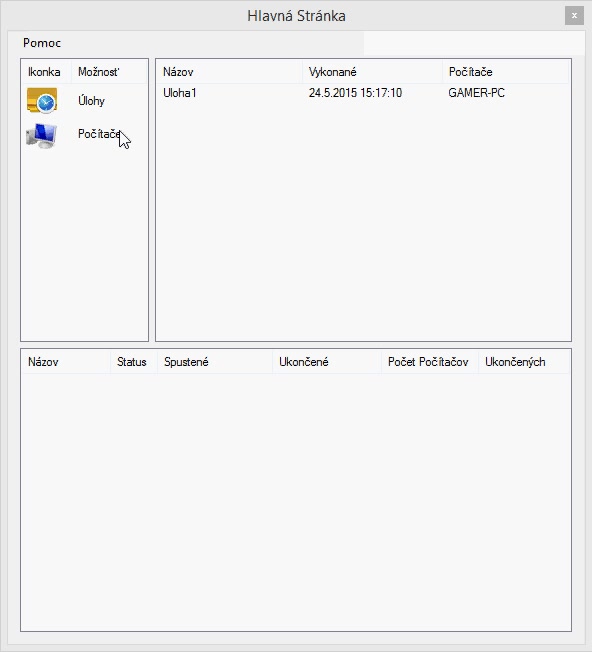 Hlavná Stránka
x
Pomoc
Ikonka Možnosť
Úlohy
Počítače
Názov Vykonané Počítače
Uloha1 24.5.2015 15:17:10 GAMER-PC
Názov Status Spustené Ukončené Počet Počítačov Ukončených